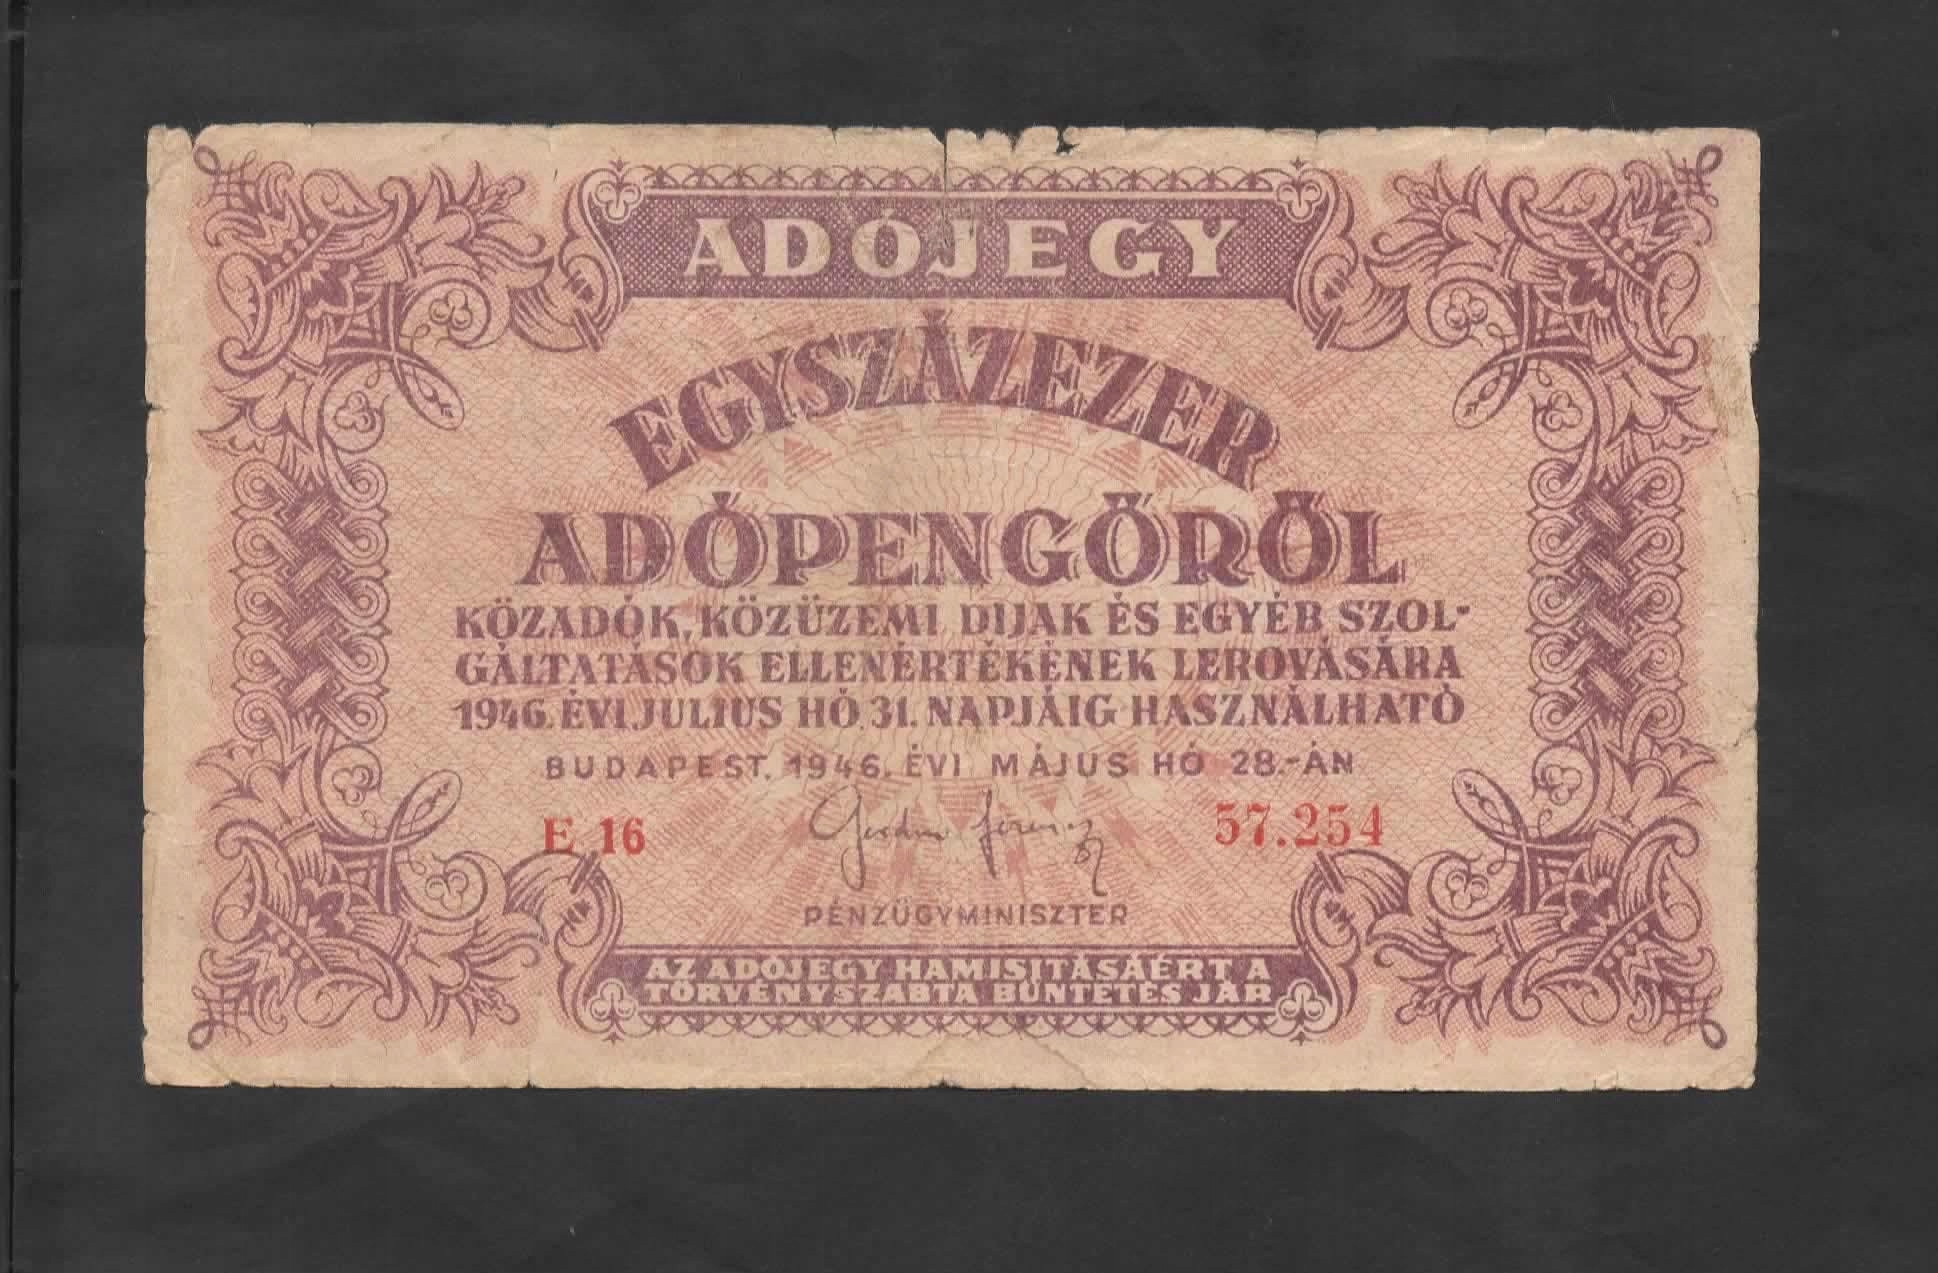 ADÓJEGY
EGYSZÁZEZER
ADÓPENGŐRŐL
KÖZADÓK, KÖZÜZEMI DIJAK ÉS EGYÉB SZOL-
GÁLTATÁSOK ELLENÉRTÉKÉNEK LEROVÁSÁRA
1946. ÉVI JULIUS HÓ 31. NAPJÁIG HASZNÁLHATÓ
BUDAPEST, 1946. ÉVI MÁJUS HÓ 28.-ÁN
E 16 57.254
PÉNZÜGYMINISZTER
AZ ADÓJEGY HAMISITÁSÁÉRT A
TÖRVÉNYSZABTA BÜNTETÉS JÁR